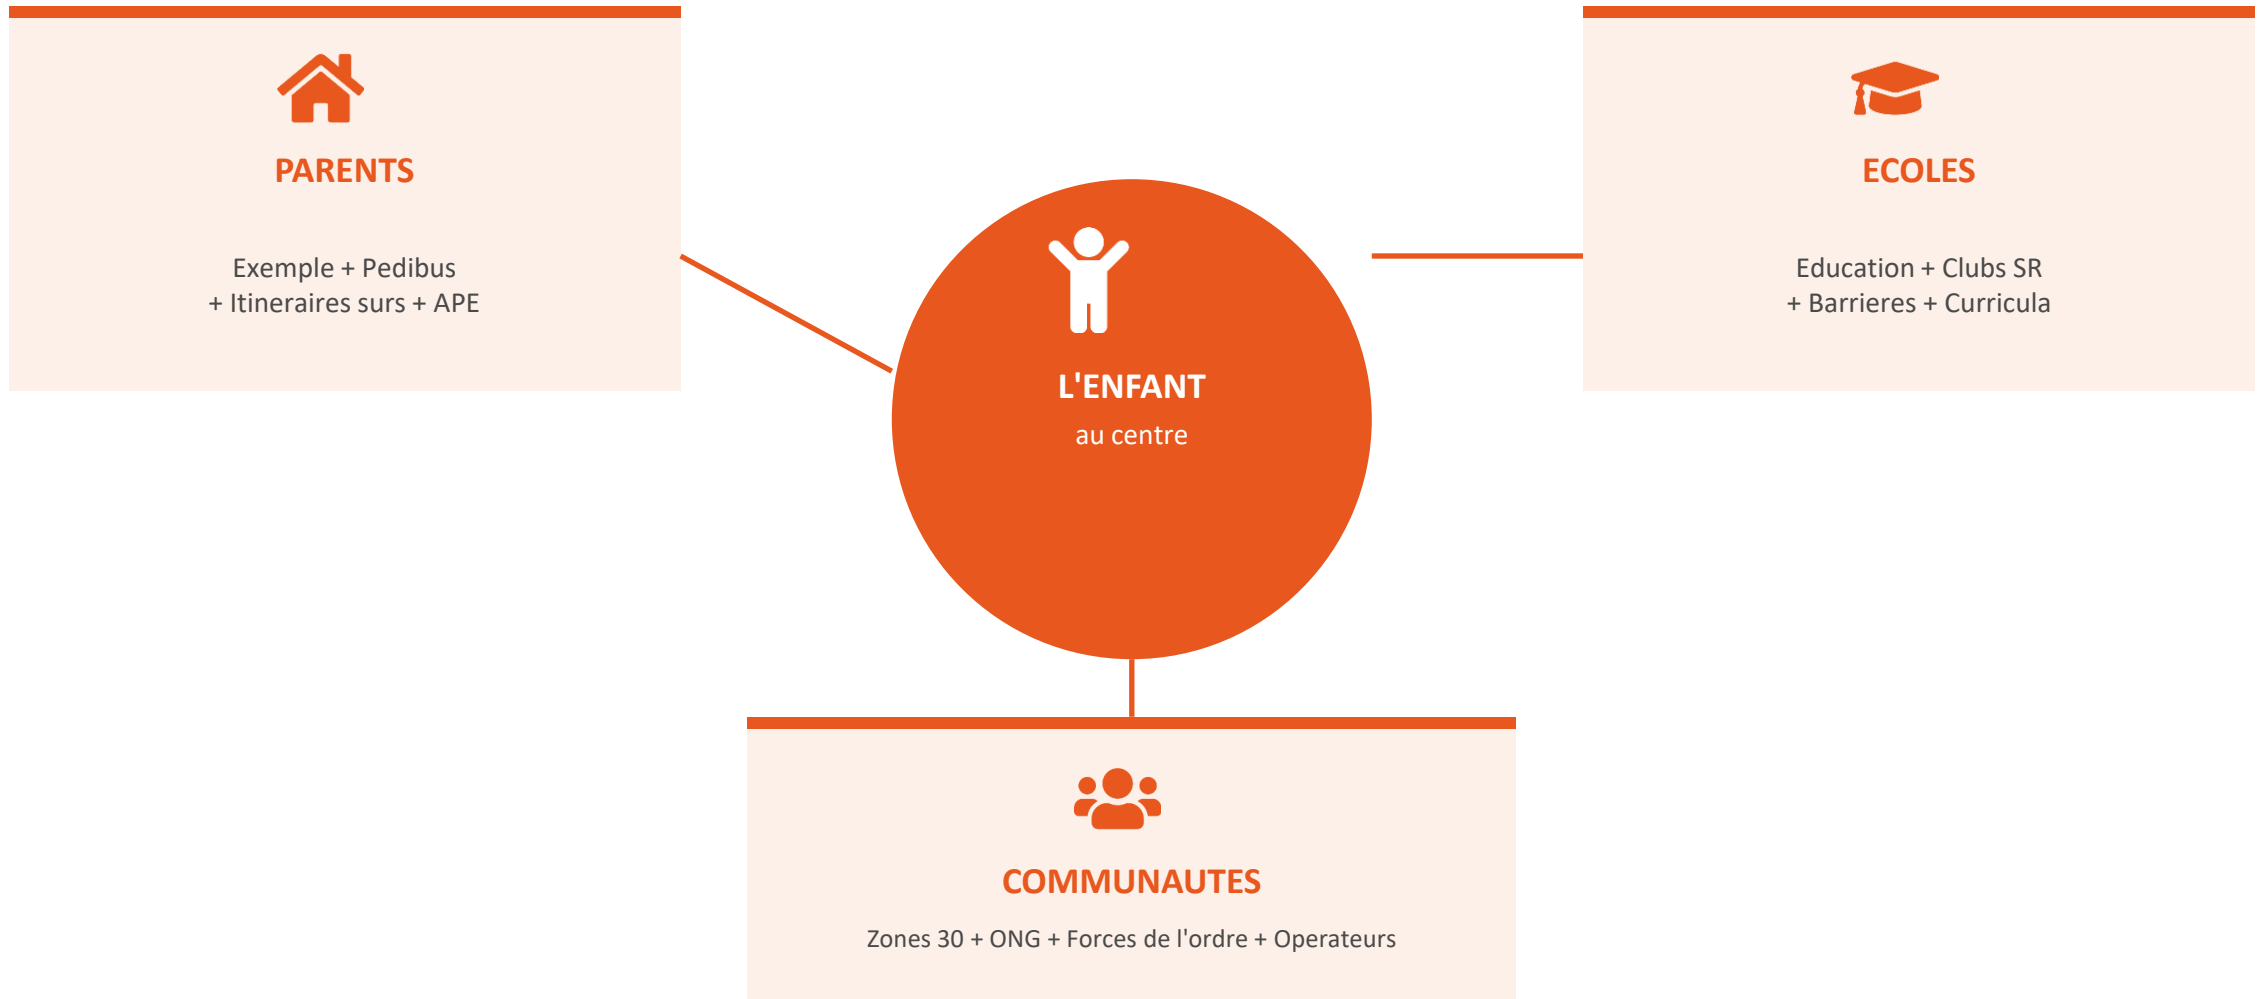 PARENTS
Exemple + Pedibus
+ Itineraires surs + APE
ECOLES
Education + Clubs SR
+ Barrieres + Curricula
L'ENFANT
au centre
COMMUNAUTES
Zones 30 + ONG + Forces de l'ordre + Operateurs